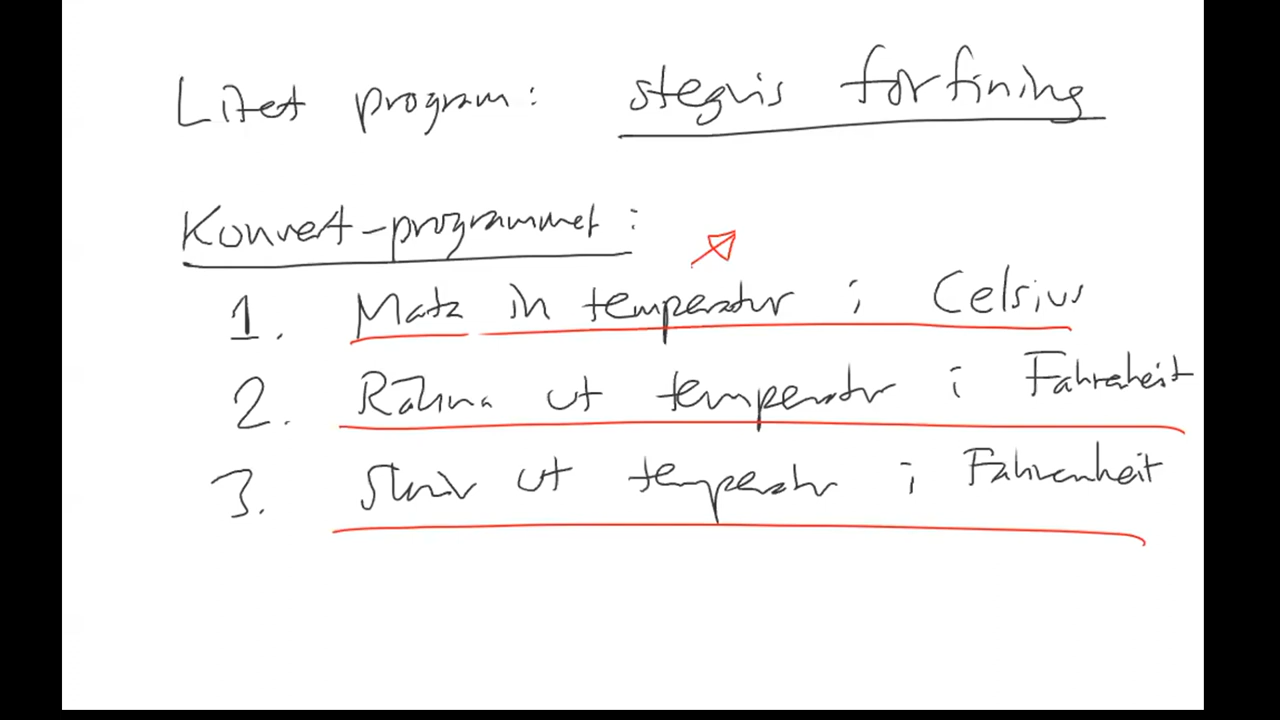 Litet program: stegvis forfining
Konvert-programmet:
1. Mata in temperatur i Celsius
2. Räkna ut temperatur i Fahrenheit
3. Skriv ut temperatur i Fahrenheit